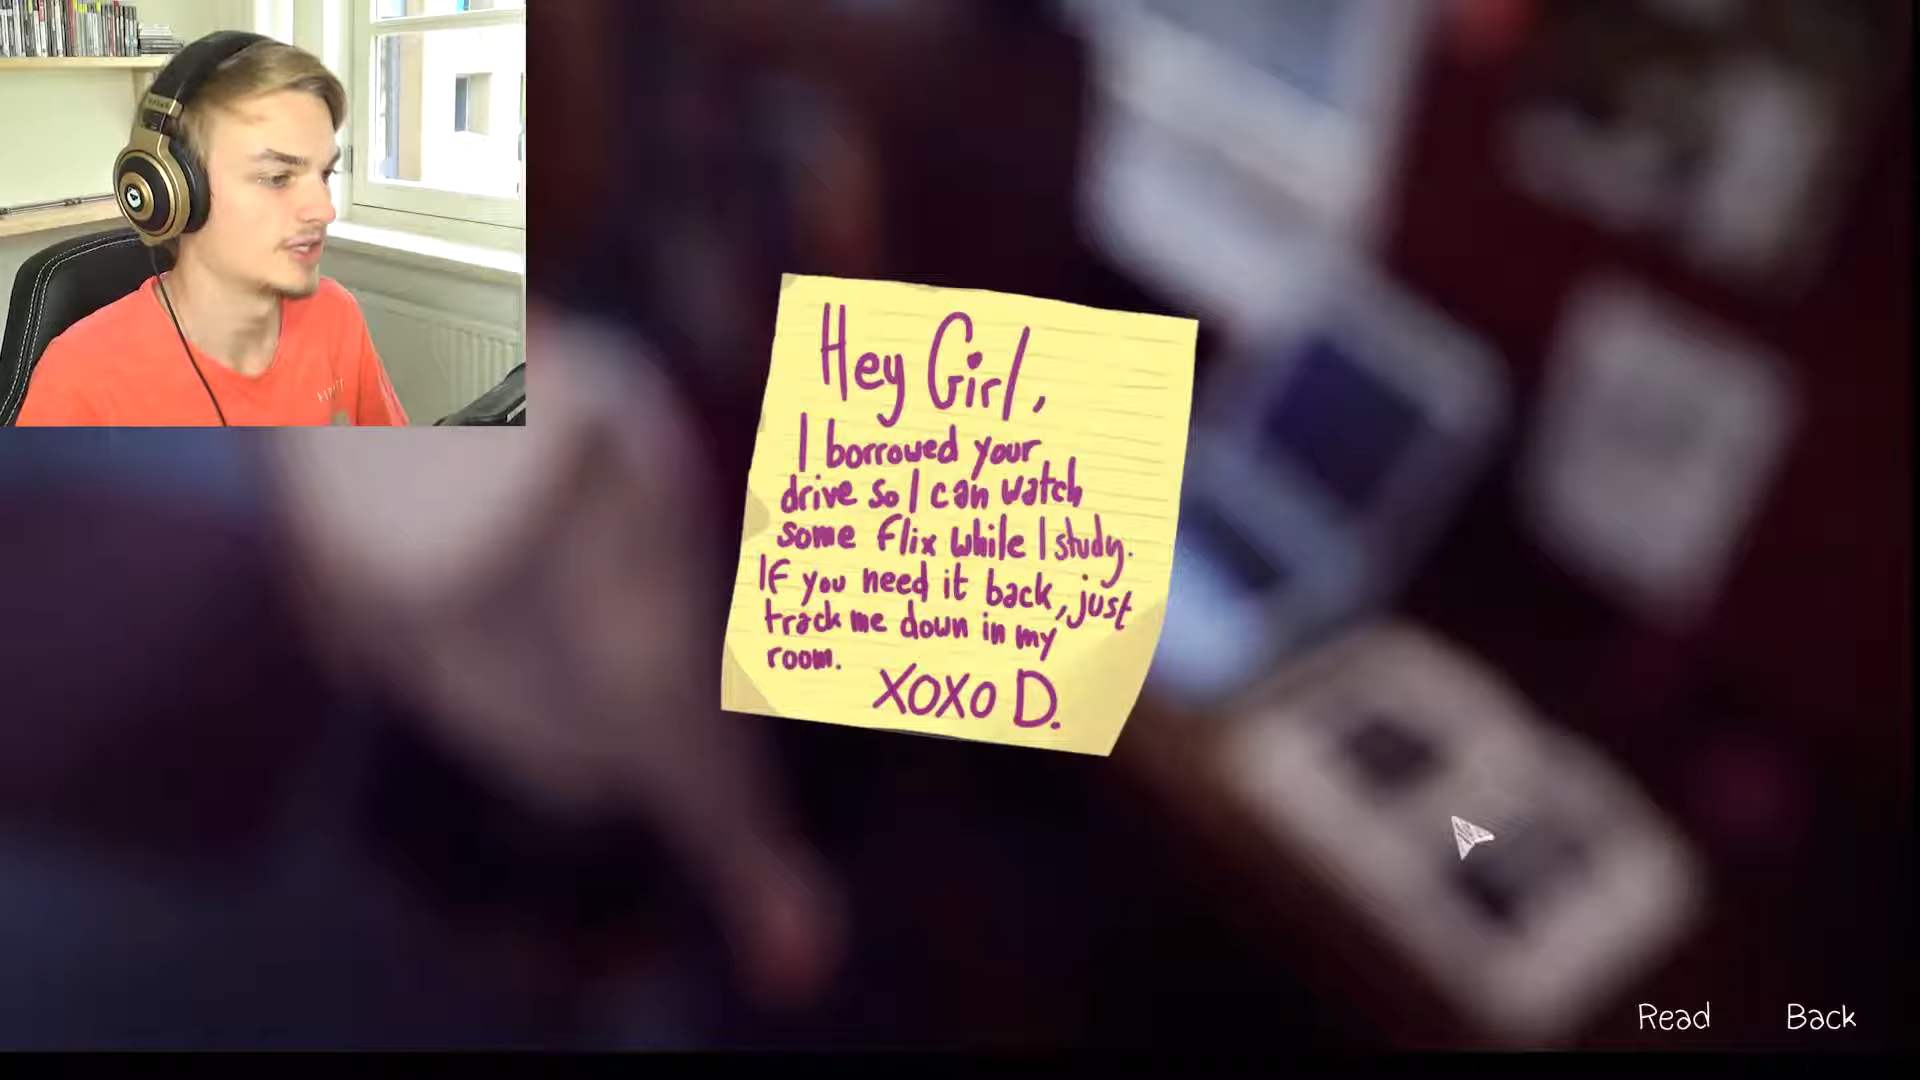 Hey Girl,
I borrowed your
drive so I can watch
some flix while I study.
If you need it back, just
track me down in my
room.
XOXO D.
Read Back